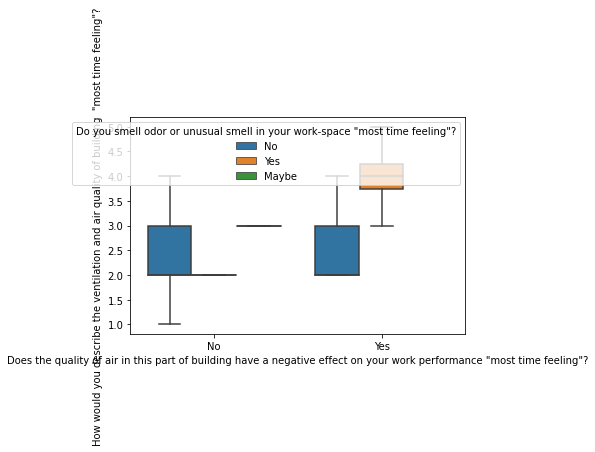 How would you describe the ventilation and air quality of building "most time feeling"?
Do you smell odor or unusual smell in your work-space "most time feeling"?
No
Yes
Maybe
5.0
4.5
4.0
3.5
3.0
2.5
2.0
1.5
1.0
No
Yes
Does the quality of air in this part of building have a negative effect on your work performance "most time feeling"?